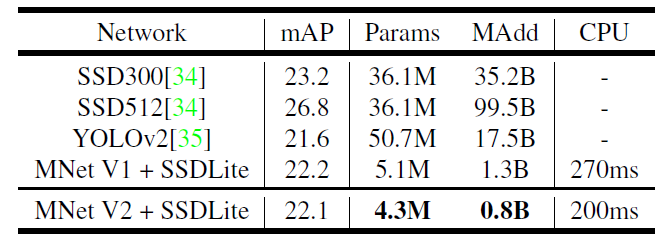 Network mAP Params MAdd CPU
SSD300[34] 23.2 36.1M 35.2B -
SSD512[34] 26.8 36.1M 99.5B -
YOLOv2[35] 21.6 50.7M 17.5B -
MNet V1 + SSDLite 22.2 5.1M 1.3B 270ms
MNet V2 + SSDLite 22.1 4.3M 0.8B 200ms